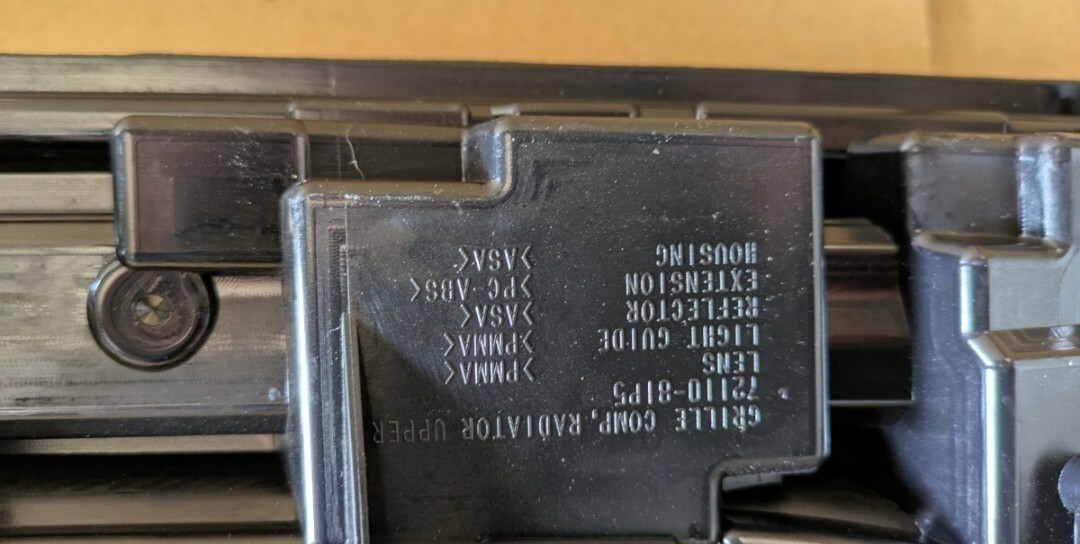 GRILLE COMP, RADIATOR UPPER
72110-81P5
LENS >PMMA<
LIGHT GUIDE >PMMA<
REFLECTOR >ASA<
EXTENSION >PC-ABS<
HOUSING >ASA<